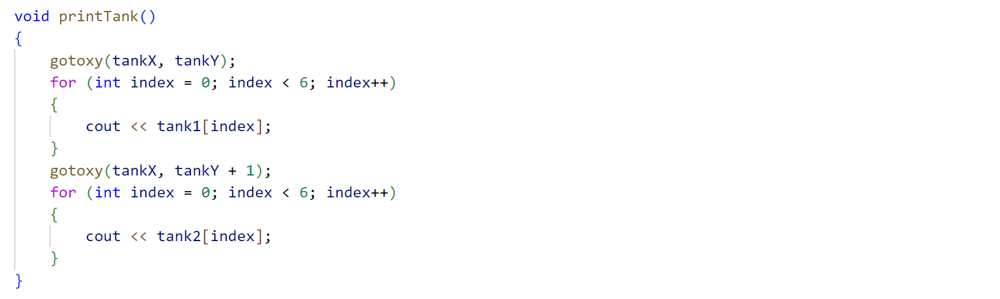 void printTank()
{
    gotoxy(tankX, tankY);
    for (int index = 0; index < 6; index++)
    {
        cout << tank1[index];
    }
    gotoxy(tankX, tankY + 1);
    for (int index = 0; index < 6; index++)
    {
        cout << tank2[index];
    }
}